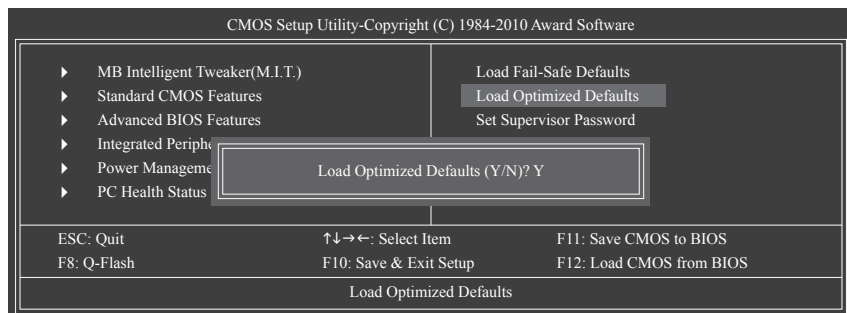 CMOS Setup Utility-Copyright (C) 1984-2010 Award Software
MB Intelligent Tweaker(M.I.T.)
Standard CMOS Features
Advanced BIOS Features
Integrated
Power
PC Health Status
Load Fail-Safe Defaults
Load Optimized Defaults
Set Supervisor Password
Load Optimized Defaults (Y/N)? Y
ESC: Quit ↑↓→←: Select Item F11: Save CMOS to BIOS
F8: Q-Flash F10: Save & Exit Setup F12: Load CMOS from BIOS
Load Optimized Defaults